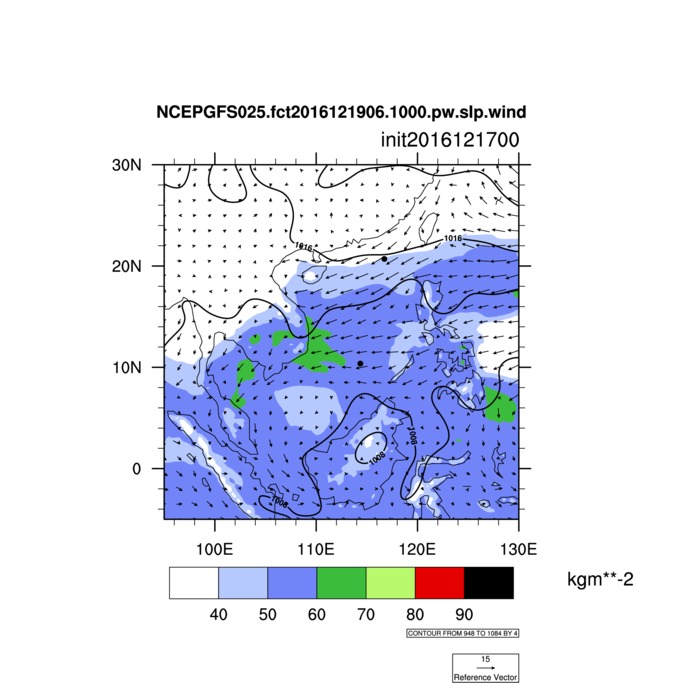 NCEPGFS025.fct2016121906.1000.pw.slp.wind
init2016121700
30N
1016
1016
20N
10N
1008
1008
0
1008
100E 110E 120E 130E
kgm**-2
40 50 60 70 80 90
CONTOUR FROM 948 TO 1084 BY 4
15
Reference Vector